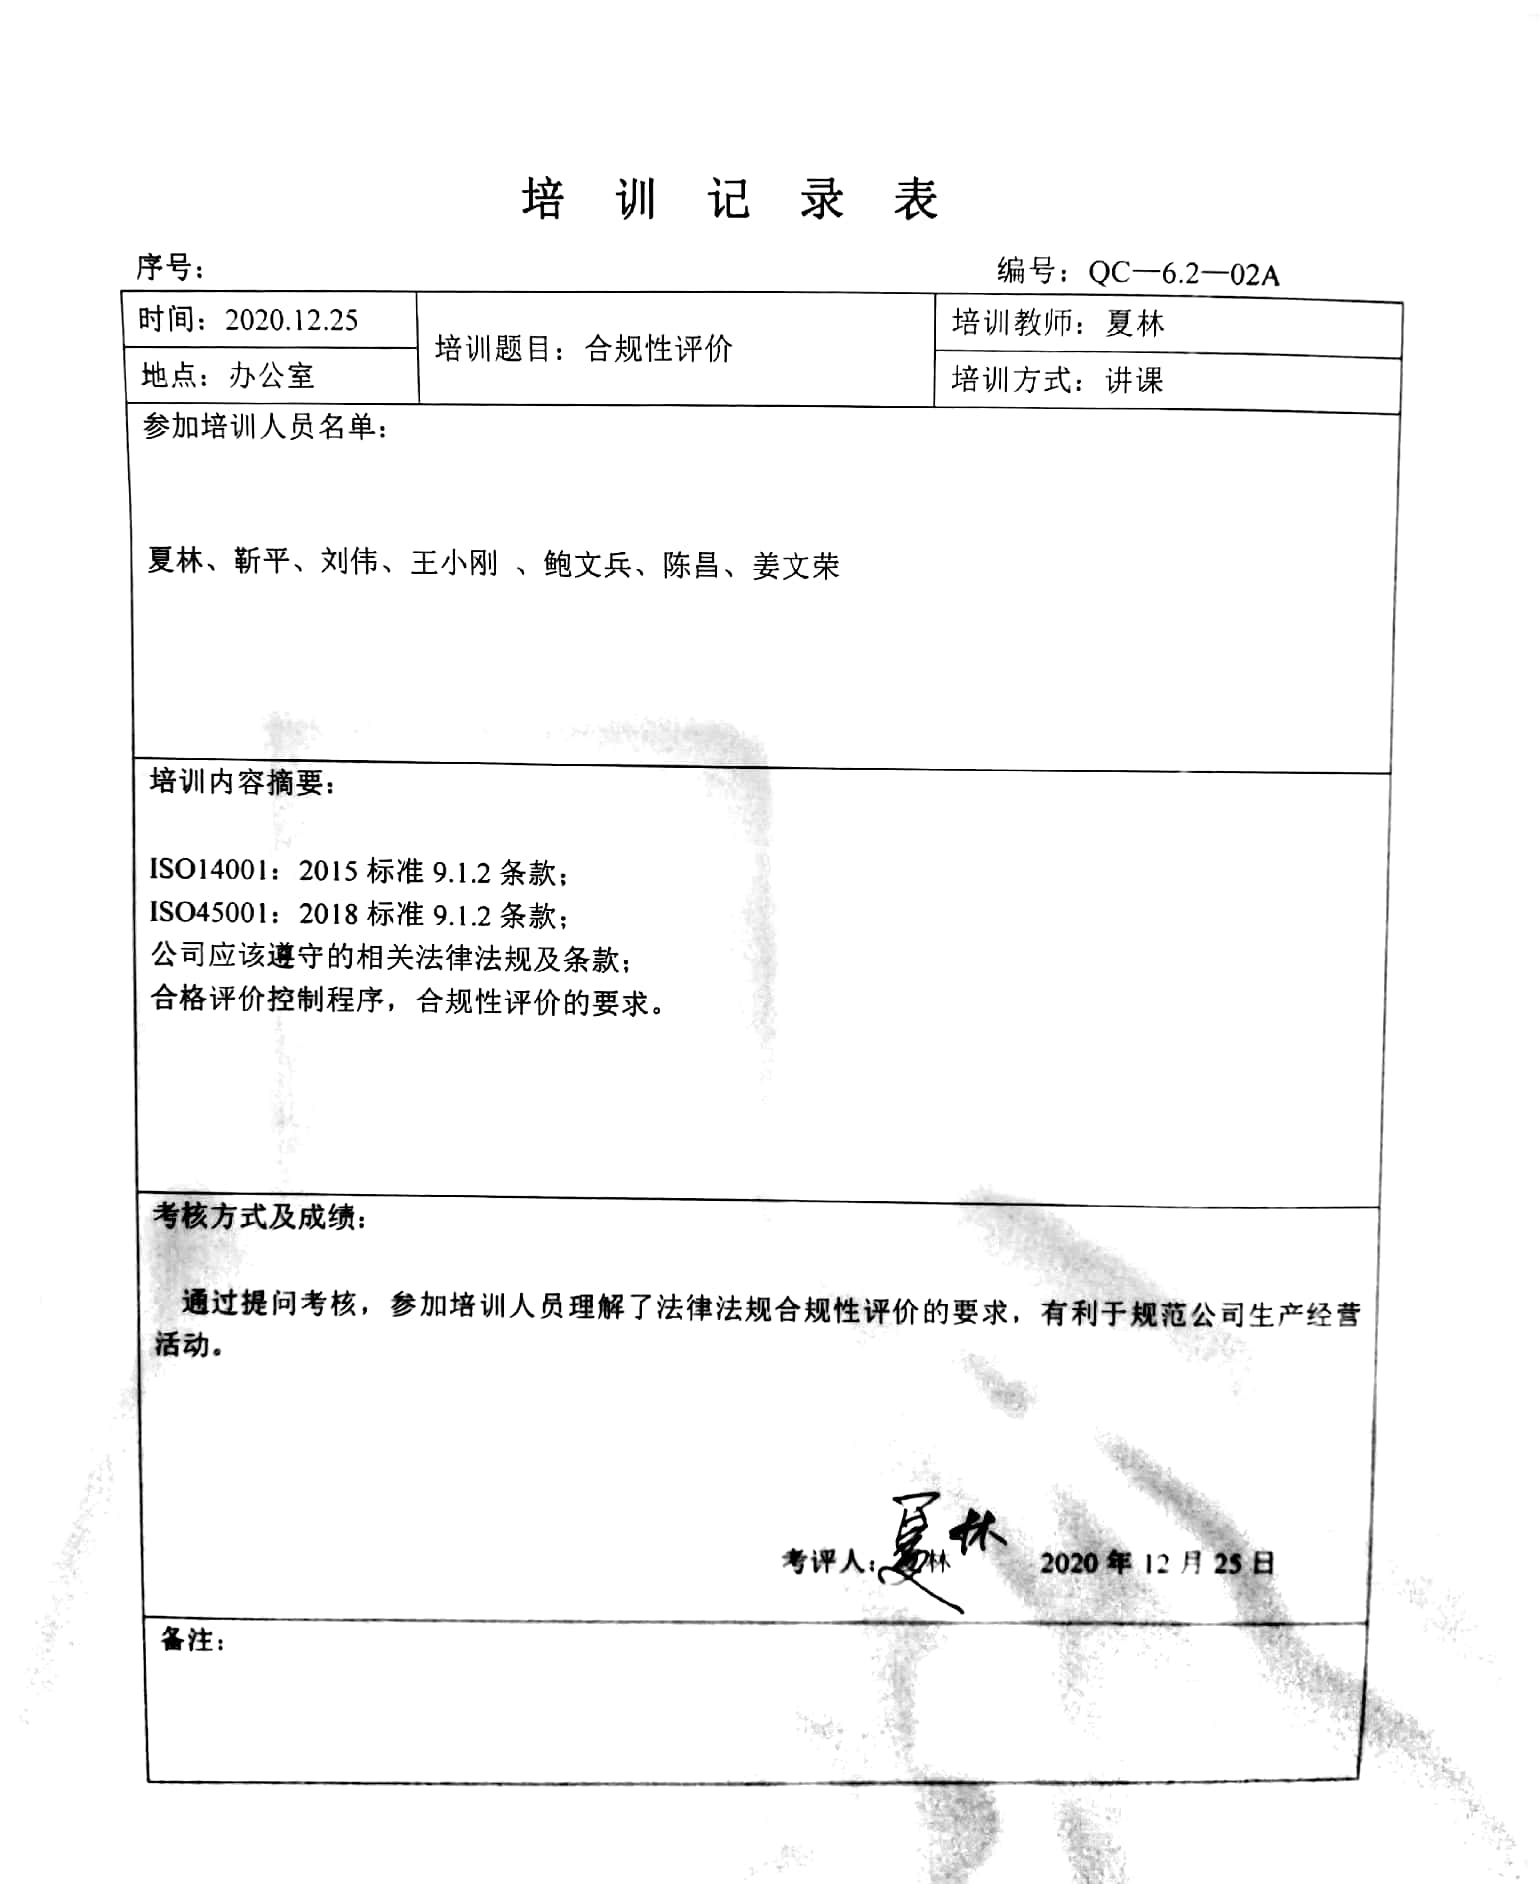 培训记录表
序号：
编号：QC—6.2—02A
时间：2020.12.25
培训题目：合规性评价
培训教师：夏林
地点：办公室
培训方式：讲课
参加培训人员名单：
夏林、靳平、刘伟、王小刚 、鲍文兵、陈昌、姜文荣
培训内容摘要：
ISO14001：2015 标准 9.1.2 条款；
ISO45001：2018 标准 9.1.2 条款；
公司应该遵守的相关法律法规及条款；
合格评价控制程序，合规性评价的要求。
考核方式及成绩：
通过提问考核，参加培训人员理解了法律法规合规性评价的要求，有利于规范公司生产经营
活动。
夏林
考评人：夏林 2020 年 12 月 25 日
备注：